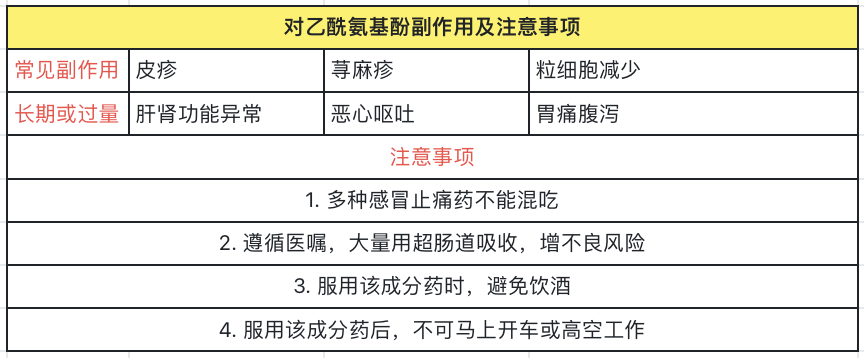 对乙酰氨基酚副作用及注意事项
常见副作用 皮疹 荨麻疹 粒细胞减少
长期或过量 肝肾功能异常 恶心呕吐 胃痛腹泻
注意事项
1. 多种感冒止痛药不能混吃
2. 遵循医嘱，大量用超肠道吸收，增不良风险
3. 服用该成分药时，避免饮酒
4. 服用该成分药后，不可马上开车或高空工作